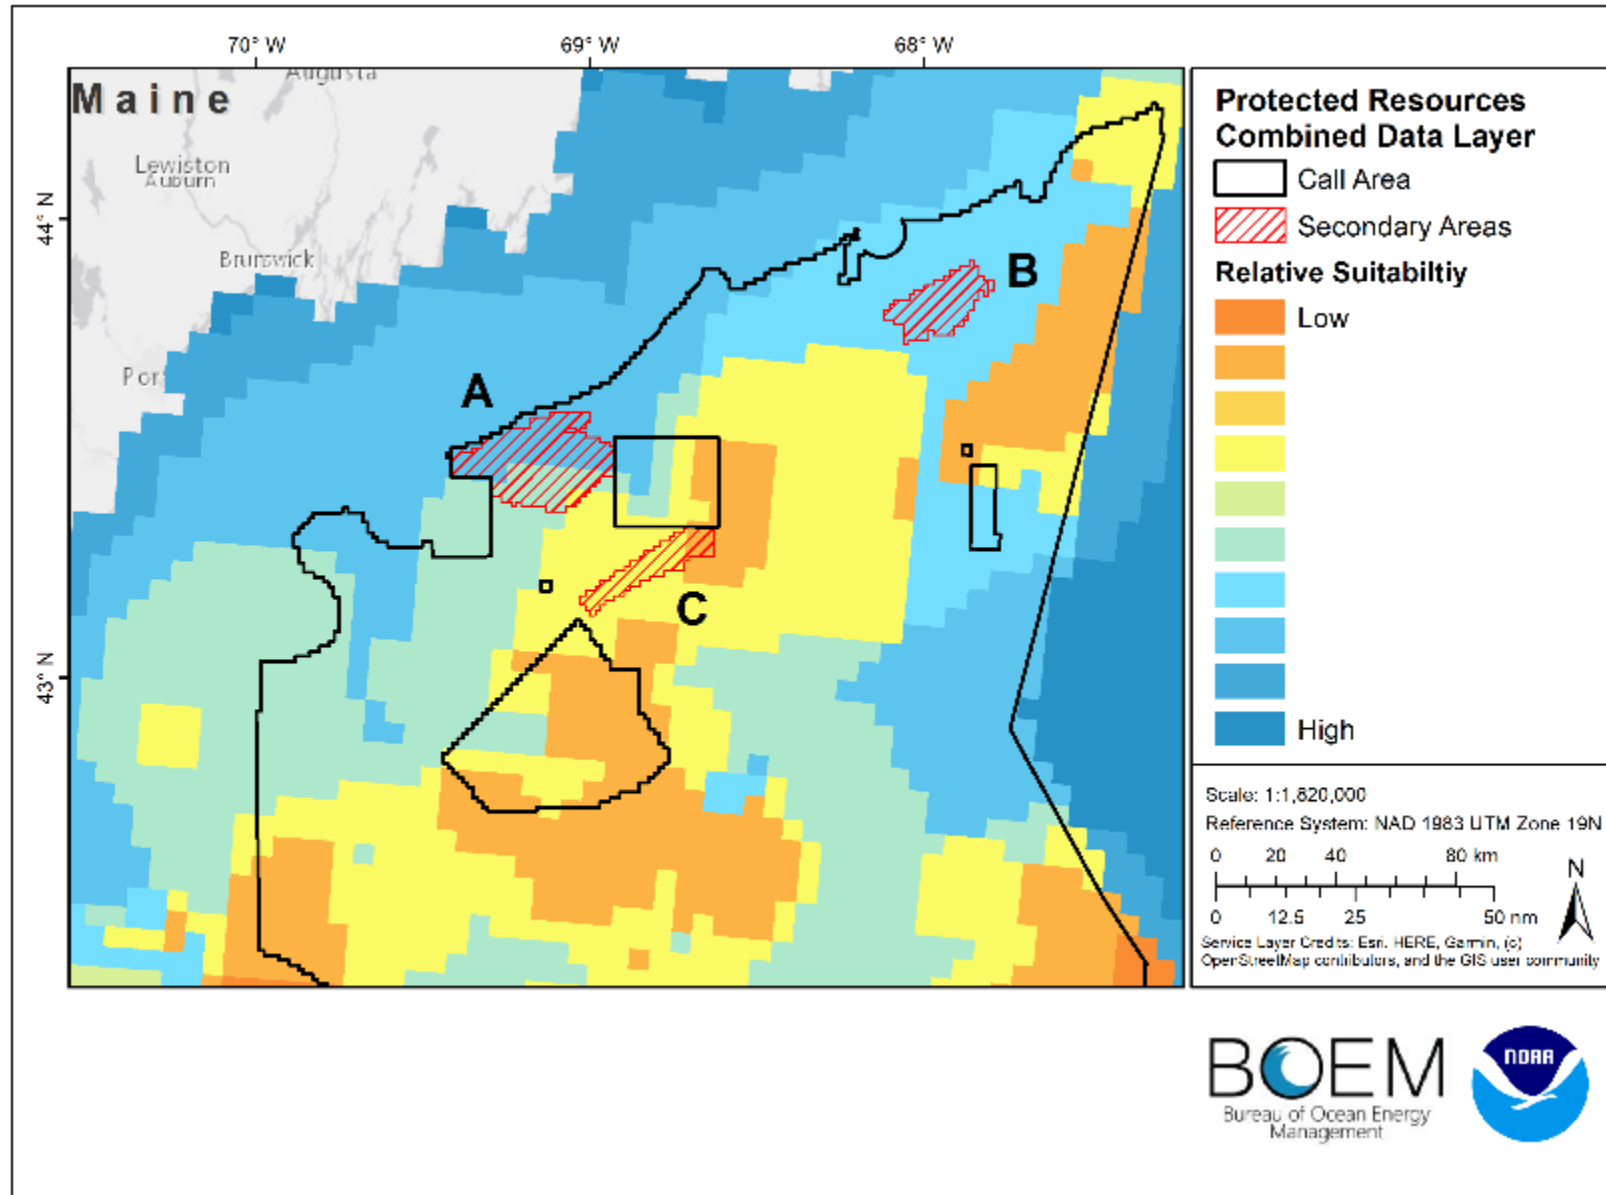 70° W 69° W 68° W
Augusta
Maine
Lewiston
Auburn
44° N
Brunswick
Port
A
B
C
43° N
Protected Resources
Combined Data Layer
Call Area
Secondary Areas
Relative Suitabiltiy
Low
High
Scale: 1:1,820,000
Reference System: NAD 1983 UTM Zone 19N
0 20 40 80 km
N
0 12.5 25 50 nm
Service Layer Credits: Esri, HERE, Garmin, (c)
OpenStreetMap contributors, and the GIS user community
BOEM
Bureau of Ocean Energy
Management
NOAA